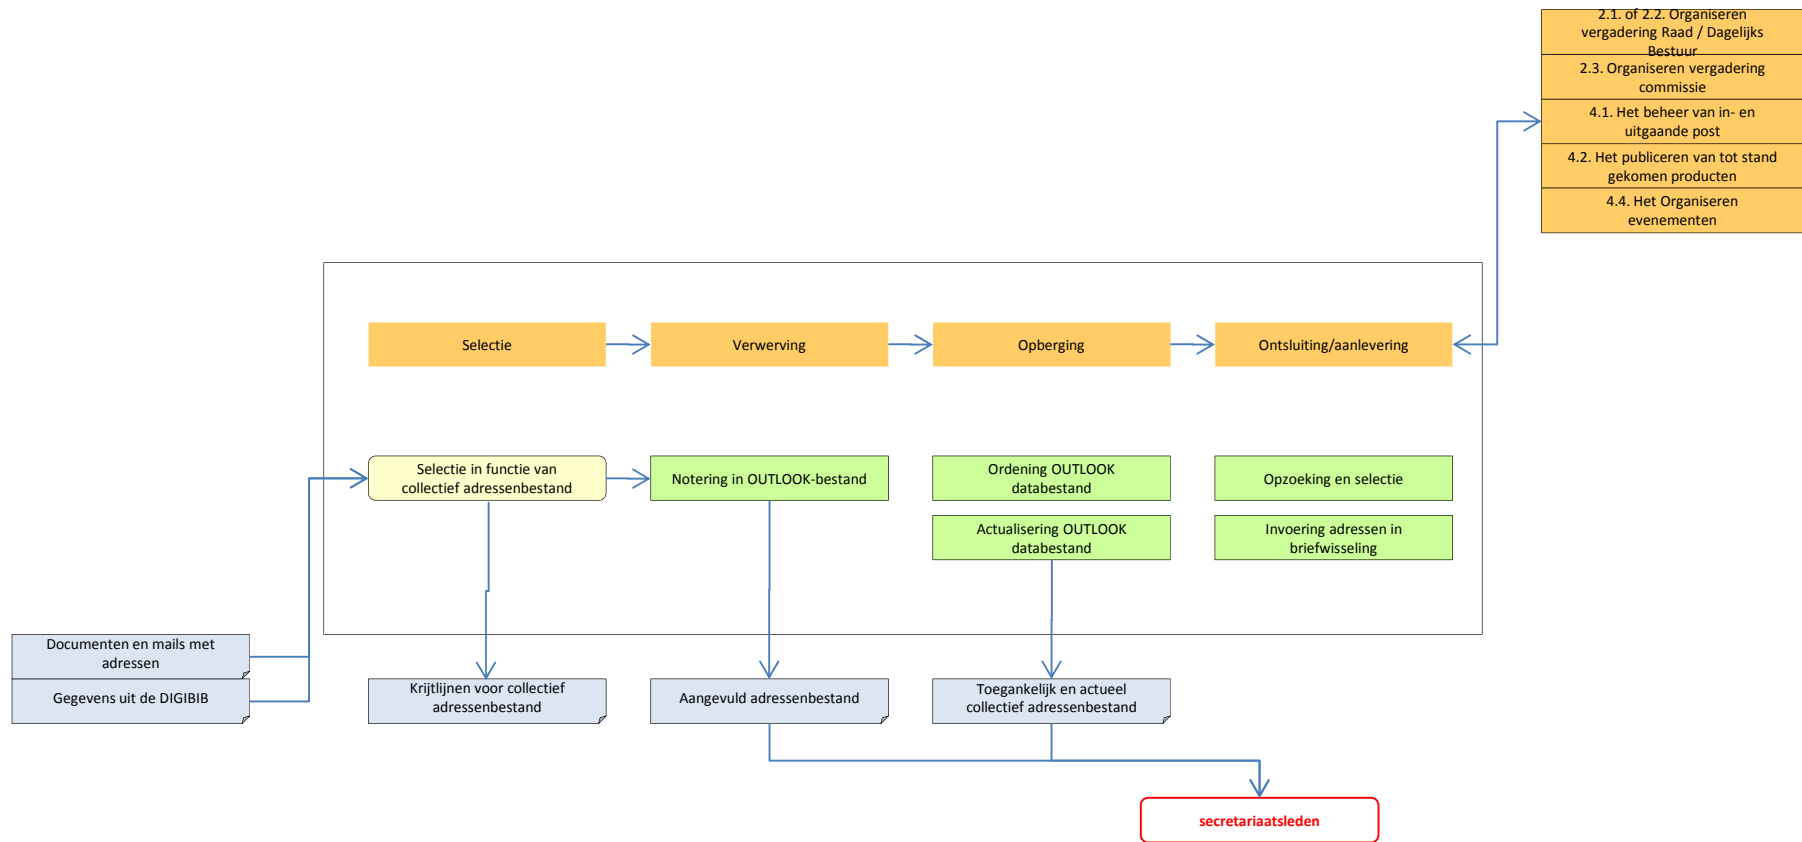 2.1. of 2.2. Organiseren
vergadering Raad / Dagelijks
Bestuur
2.3. Organiseren vergadering
commissie
4.1. Het beheer van in- en
uitgaande post
4.2. Het publiceren van tot stand
gekomen producten
4.4. Het Organiseren
evenementen
Selectie
Verwerving
Opberging
Ontsluiting/aanlevering
Selectie in functie van
collectief adressenbestand
Notering in OUTLOOK-bestand
Ordening OUTLOOK
databestand
Opzoeking en selectie
Actualisering OUTLOOK
databestand
Invoering adressen in
briefwisseling
Documenten en mails met
adressen
Gegevens uit de DIGIBIB
Krijtlijnen voor collectief
adressenbestand
Aangevuld adressenbestand
Toegankelijk en actueel
collectief adressenbestand
secretariaatsleden